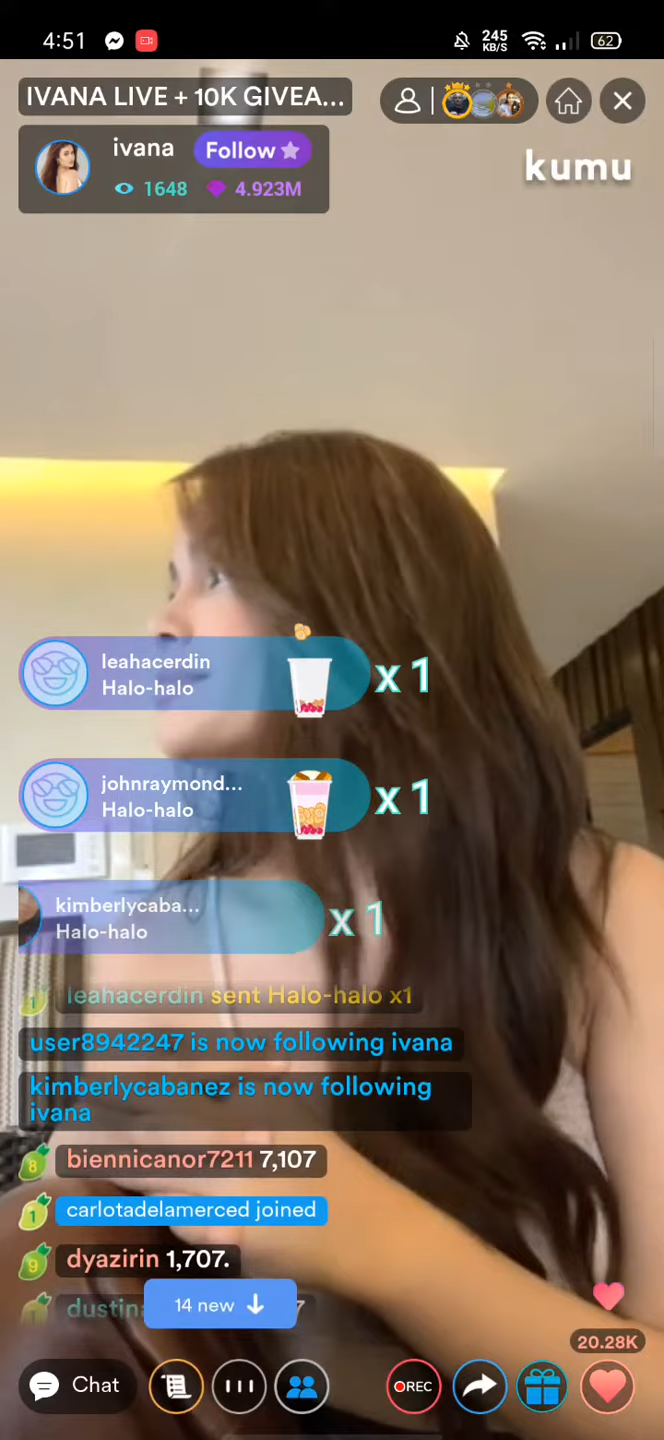 4:51
245
KB/S
62
IVANA LIVE + 10K GIVEA...
ivana
Follow
1648
4.923M
kumu
leahacerdin
Halo-halo
x 1
johnraymond...
Halo-halo
x 1
kimberlycaba...
Halo-halo
x 1
1 leahacerdin sent Halo-halo x1
user8942247 is now following ivana
kimberlycabanez is now following
ivana
8 biennicanor7211 7,107
1 carlotadelamerced joined
9 dyazirin 1,707.
14 new
20.28K
Chat
REC